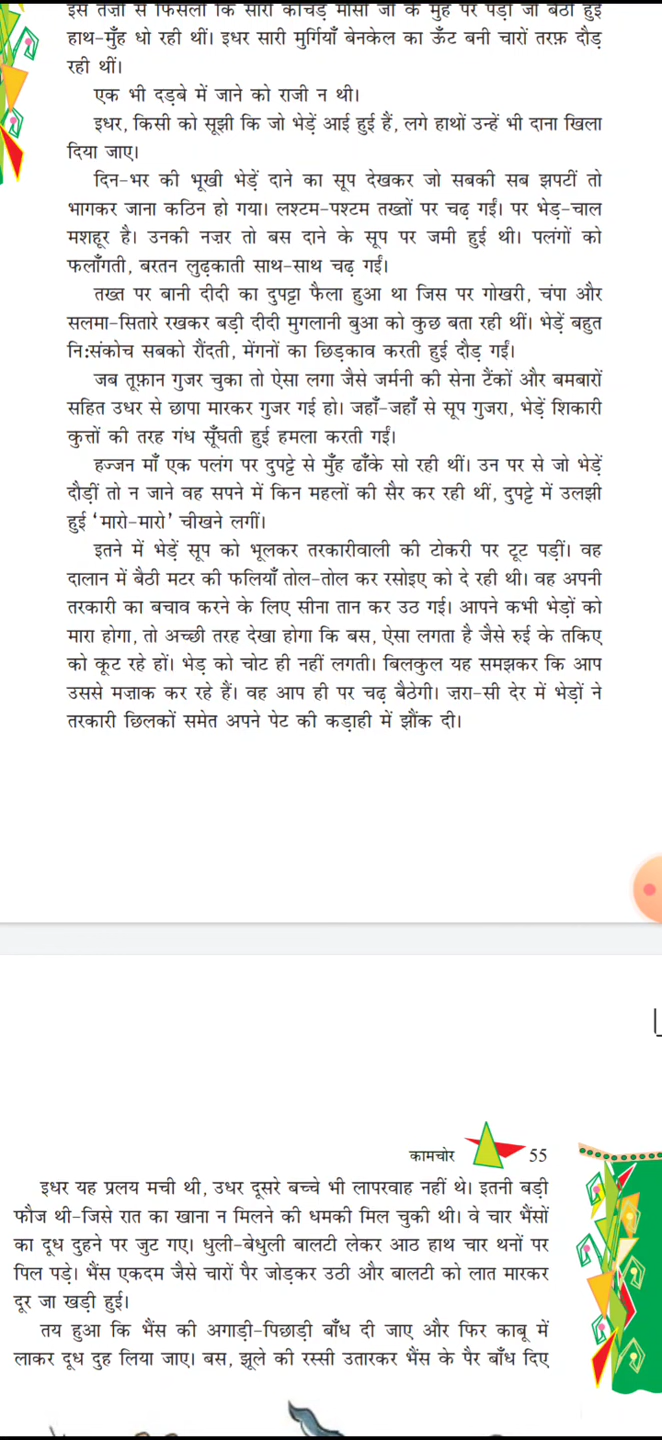 इस तेज़ी से फिसली कि सारी कीचड़ मौसी जी के मुँह पर पड़ी जो बैठी हुई
हाथ-मुँह धो रही थीं। इधर सारी मुर्गियाँ बेनकेल का ऊँट बनी चारों तरफ़ दौड़
रही थीं।
एक भी दड़बे में जाने को राजी न थी।
इधर, किसी को सूझी कि जो भेड़ें आई हुई हैं, लगे हाथों उन्हें भी दाना खिला
दिया जाए।
दिन-भर की भूखी भेड़ें दाने का सूप देखकर जो सबकी सब झपटीं तो
भागकर जाना कठिन हो गया। लश्टम-पश्टम तख्तों पर चढ़ गईं। पर भेड़-चाल
मशहूर है। उनकी नज़र तो बस दाने के सूप पर जमी हुई थी। पलंगों को
फलाँगती, बरतन लुढ़काती साथ-साथ चढ़ गईं।
तख्त पर बानी दीदी का दुपट्टा फैला हुआ था जिस पर गोखरी, चंपा और
सलमा-सितारे रखकर बड़ी दीदी मुगलानी बुआ को कुछ बता रही थीं। भेड़ें बहुत
नि:संकोच सबको रौंदती, मेंगनों का छिड़काव करती हुई दौड़ गईं।
जब तूफ़ान गुजर चुका तो ऐसा लगा जैसे जर्मनी की सेना टैंकों और बमबारों
सहित उधर से छापा मारकर गुजर गई हो। जहाँ-जहाँ से सूप गुजरा, भेड़ें शिकारी
कुत्तों की तरह गंध सूँघती हुई हमला करती गईं।
हज्जन माँ एक पलंग पर दुपट्टे से मुँह ढाँके सो रही थीं। उन पर से जो भेड़ें
दौड़ीं तो न जाने वह सपने में किन महलों की सैर कर रही थीं, दुपट्टे में उलझी
हुई ‘मारो-मारो’ चीखने लगीं।
इतने में भेड़ें सूप को भूलकर तरकारीवाली की टोकरी पर टूट पड़ीं। वह
दालान में बैठी मटर की फलियाँ तोल-तोल कर रसोइए को दे रही थी। वह अपनी
तरकारी का बचाव करने के लिए सीना तान कर उठ गई। आपने कभी भेड़ों को
मारा होगा, तो अच्छी तरह देखा होगा कि बस, ऐसा लगता है जैसे रुई के तकिए
को कूट रहे हों। भेड़ को चोट ही नहीं लगती। बिलकुल यह समझकर कि आप
उससे मजाक कर रहे हैं। वह आप ही पर चढ़ बैठेगी। ज़रा-सी देर में भेड़ों ने
तरकारी छिलकों समेत अपने पेट की कड़ाही में झौंक दी।
कामचोर 55
इधर यह प्रलय मची थी, उधर दूसरे बच्चे भी लापरवाह नहीं थे। इतनी बड़ी
फौज थी-जिसे रात का खाना न मिलने की धमकी मिल चुकी थी। वे चार भैंसों
का दूध दुहने पर जुट गए। धुली-बेधुली बालटी लेकर आठ हाथ चार थनों पर
पिल पड़े। भैंस एकदम जैसे चारों पैर जोड़कर उठी और बालटी को लात मारकर
दूर जा खड़ी हुई।
तय हुआ कि भैंस की अगाड़ी-पिछाड़ी बाँध दी जाए और फिर काबू में
लाकर दूध दुह लिया जाए। बस, झूले की रस्सी उतारकर भैंस के पैर बाँध दिए